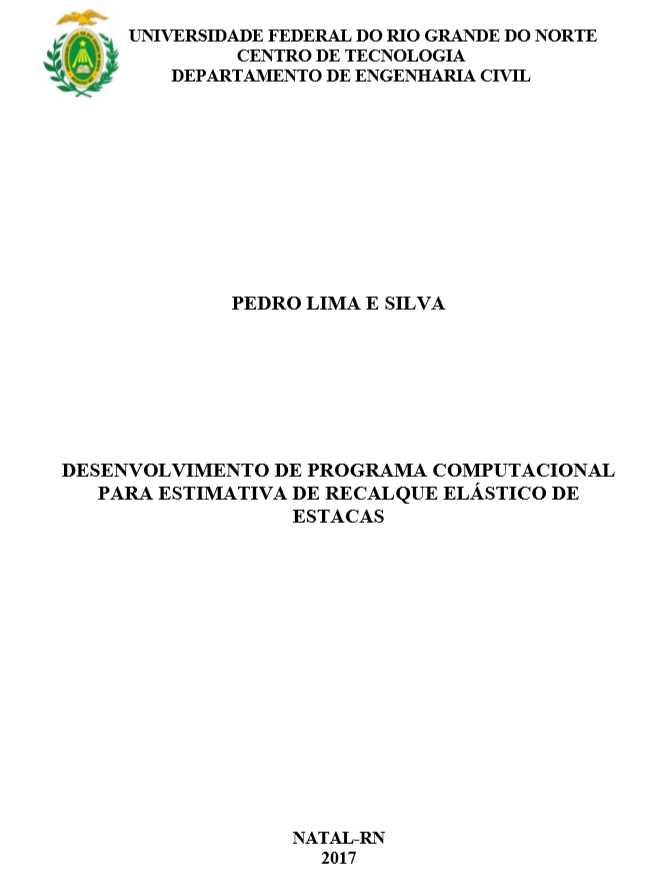 UNIVERSIDADE FEDERAL DO RIO GRANDE DO NORTE
CENTRO DE TECNOLOGIA
DEPARTAMENTO DE ENGENHARIA CIVIL
PEDRO LIMA E SILVA
DESENVOLVIMENTO DE PROGRAMA COMPUTACIONAL
PARA ESTIMATIVA DE RECALQUE ELÁSTICO DE
ESTACAS
NATAL-RN
2017